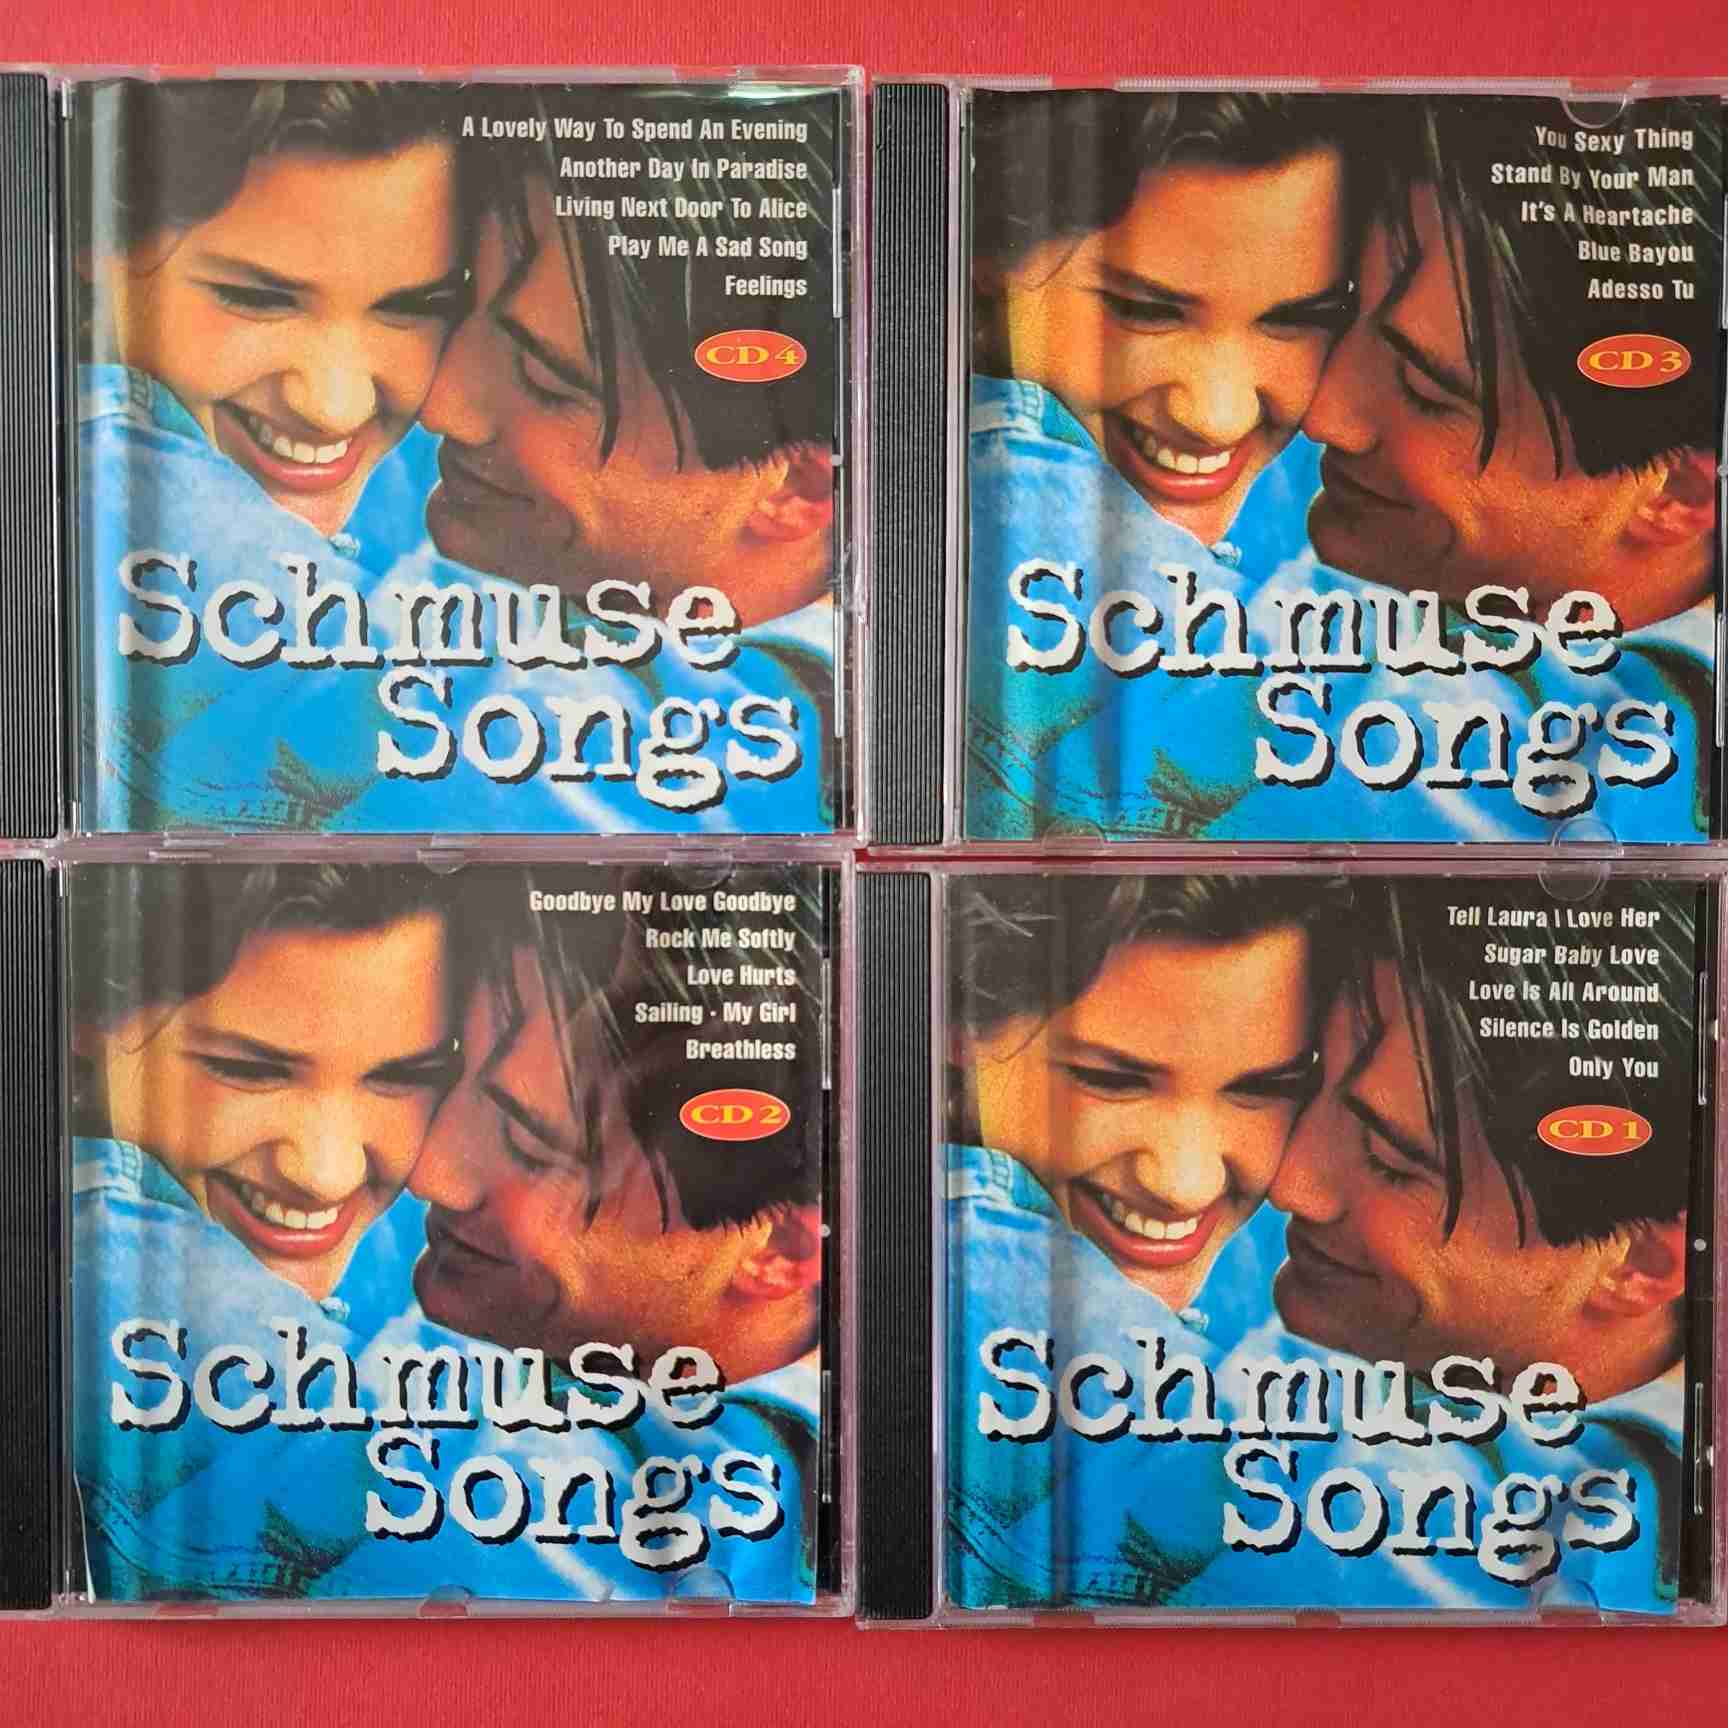 A Lovely Way To Spend An Evening
Another Day In Paradise
Living Next Door To Alice
Play Me A Sad Song
Feelings
CD 4
Schmuse
Songs
You Sexy Thing
Stand By Your Man
It's A Heartache
Blue Bayou
Adesso Tu
CD 3
Schmuse
Songs
Goodbye My Love Goodbye
Rock Me Softly
Love Hurts
Sailing · My Girl
Breathless
CD 2
Schmuse
Songs
Tell Laura I Love Her
Sugar Baby Love
Love Is All Around
Silence Is Golden
Only You
CD 1
Schmuse
Songs